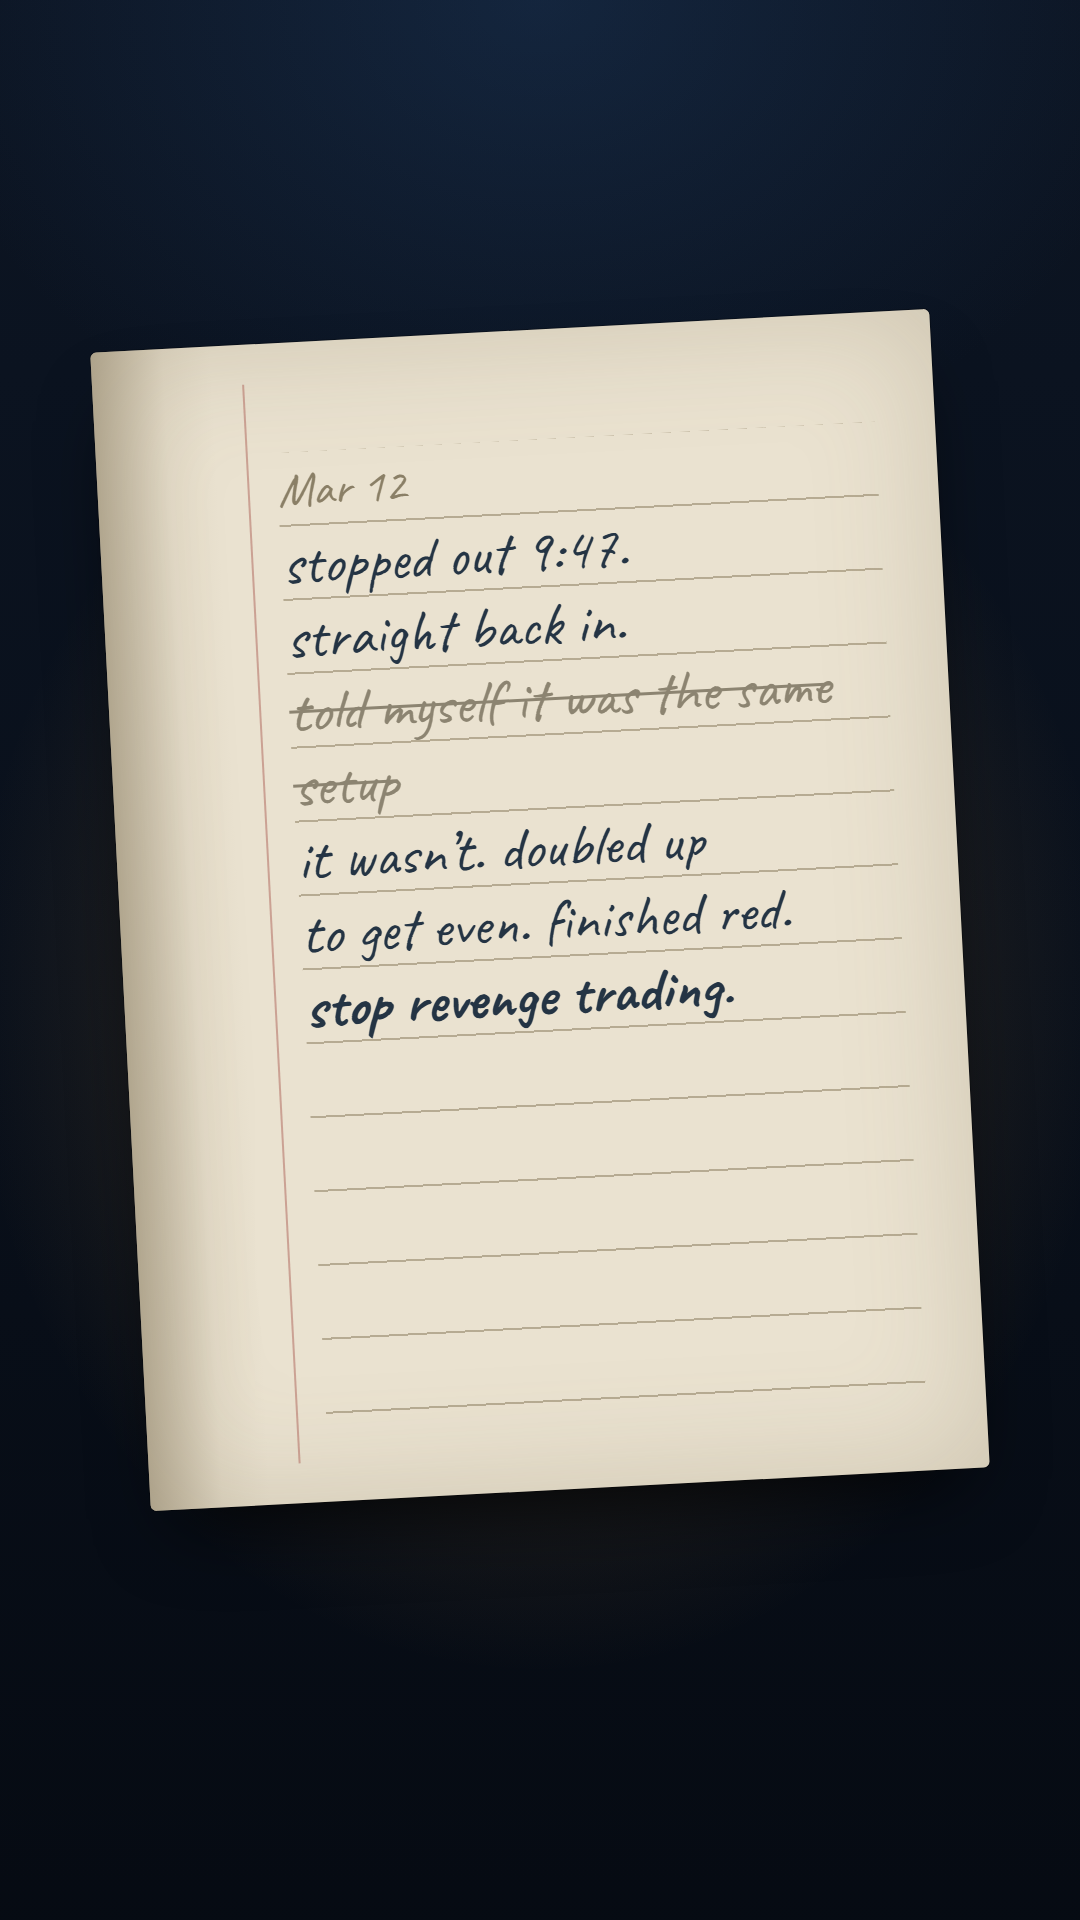 Mar 12
stopped out 9:47.
straight back in.
told myself it was the same
setup
it wasn’t. doubled up
to get even. finished red.
stop revenge trading.